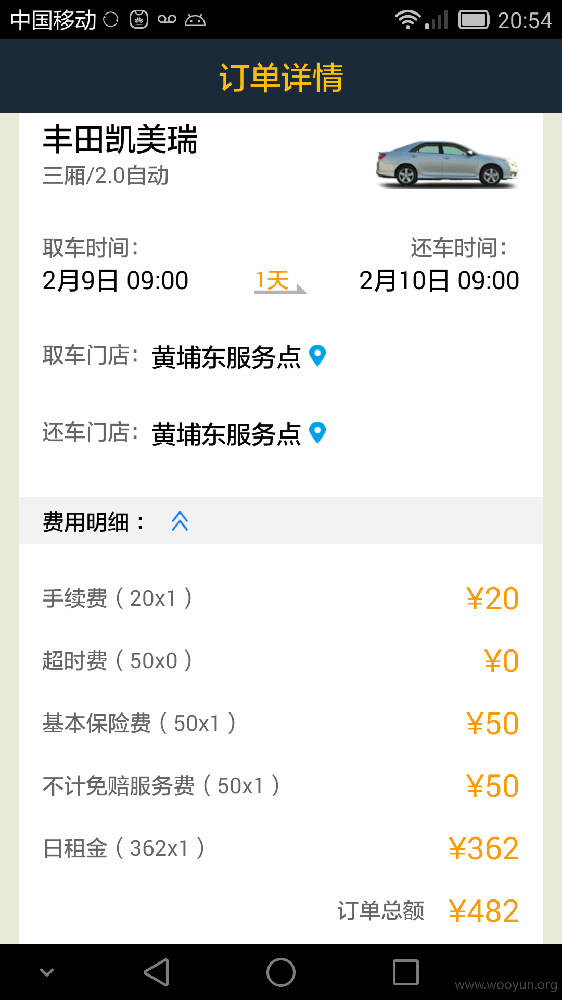 中国移动 20:54
订单详情
丰田凯美瑞
三厢/2.0自动
取车时间: 还车时间:
2月9日 09:00 1天 2月10日 09:00
取车门店: 黄埔东服务点
还车门店: 黄埔东服务点
费用明细：
手续费（20x1） ¥20
超时费（50x0） ¥0
基本保险费（50x1） ¥50
不计免赔服务费（50x1） ¥50
日租金（362x1） ¥362
订单总额 ¥482
www.wooyun.org